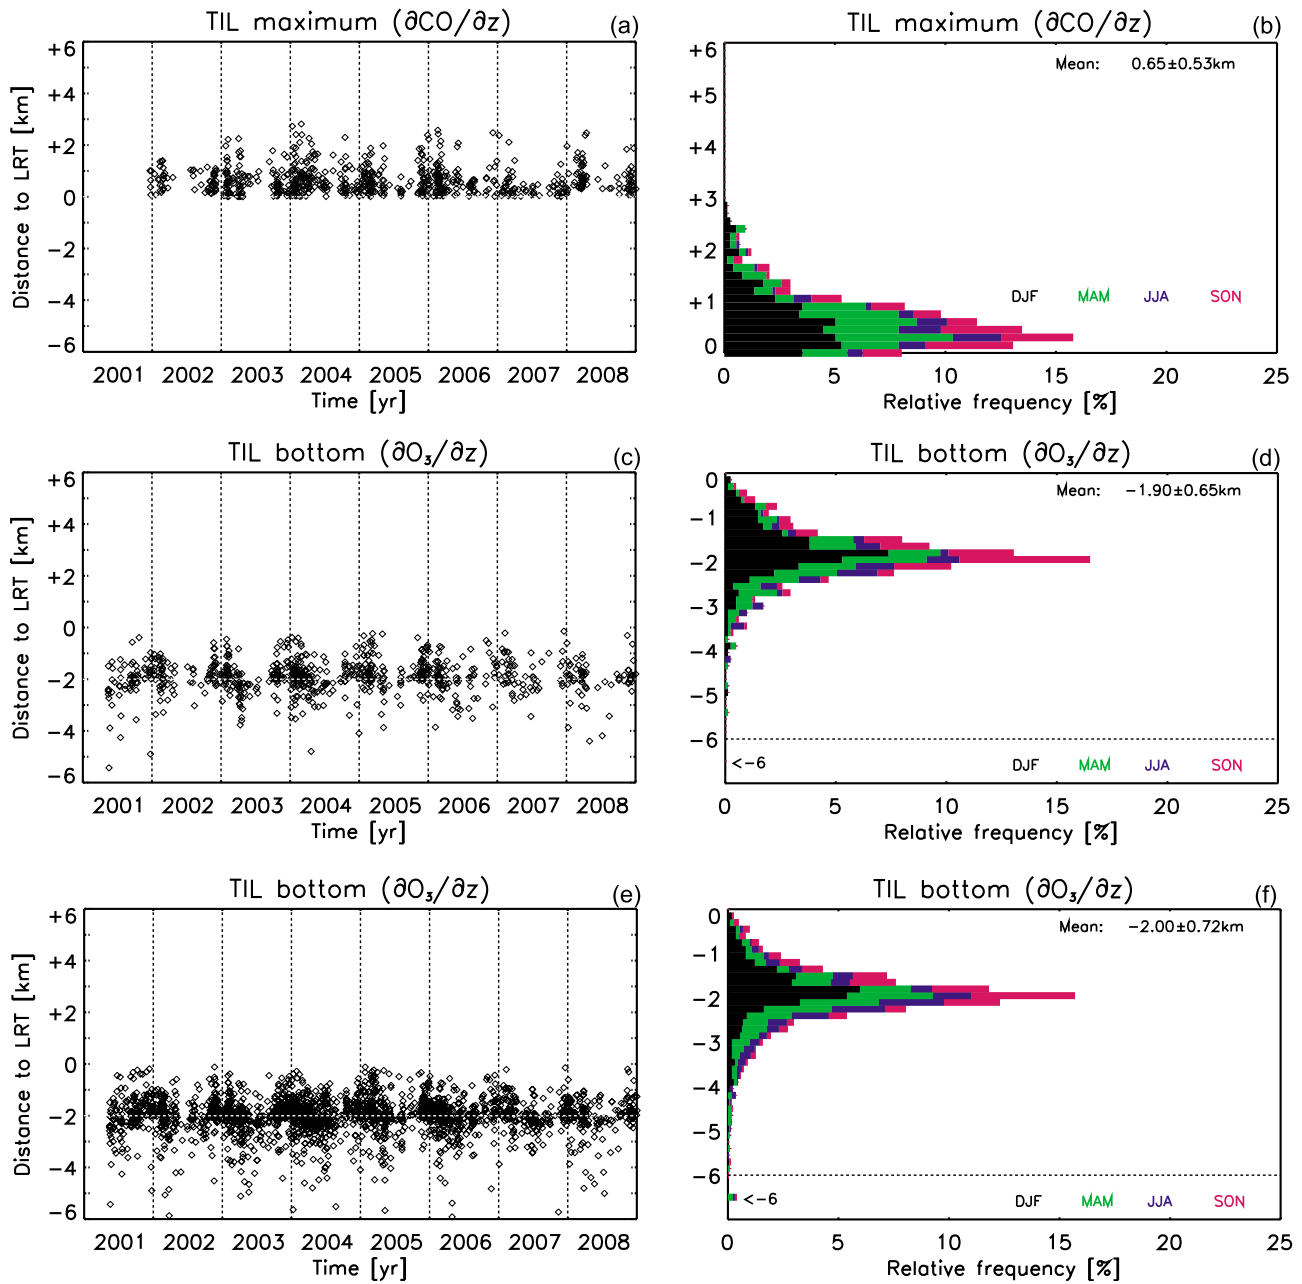 TIL maximum (∂CO/∂z) (a)
+6
+4
+2
0
−2
−4
−6
Distance to LRT [km]
2001 2002 2003 2004 2005 2006 2007 2008
Time [yr]
TIL maximum (∂CO/∂z) (b)
Mean: 0.65±0.53km
+6
+5
+4
+3
+2
+1
0
DJF MAM JJA SON
0 5 10 15 20 25
Relative frequency [%]
TIL bottom (∂O₃/∂z) (c)
+6
+4
+2
0
−2
−4
−6
Distance to LRT [km]
2001 2002 2003 2004 2005 2006 2007 2008
Time [yr]
TIL bottom (∂O₃/∂z) (d)
Mean: −1.90±0.65km
0
−1
−2
−3
−4
−5
−6
<−6 DJF MAM JJA SON
0 5 10 15 20 25
Relative frequency [%]
TIL bottom (∂O₃/∂z) (e)
+6
+4
+2
0
−2
−4
−6
Distance to LRT [km]
2001 2002 2003 2004 2005 2006 2007 2008
Time [yr]
TIL bottom (∂O₃/∂z) (f)
Mean: −2.00±0.72km
0
−1
−2
−3
−4
−5
−6
<−6 DJF MAM JJA SON
0 5 10 15 20 25
Relative frequency [%]